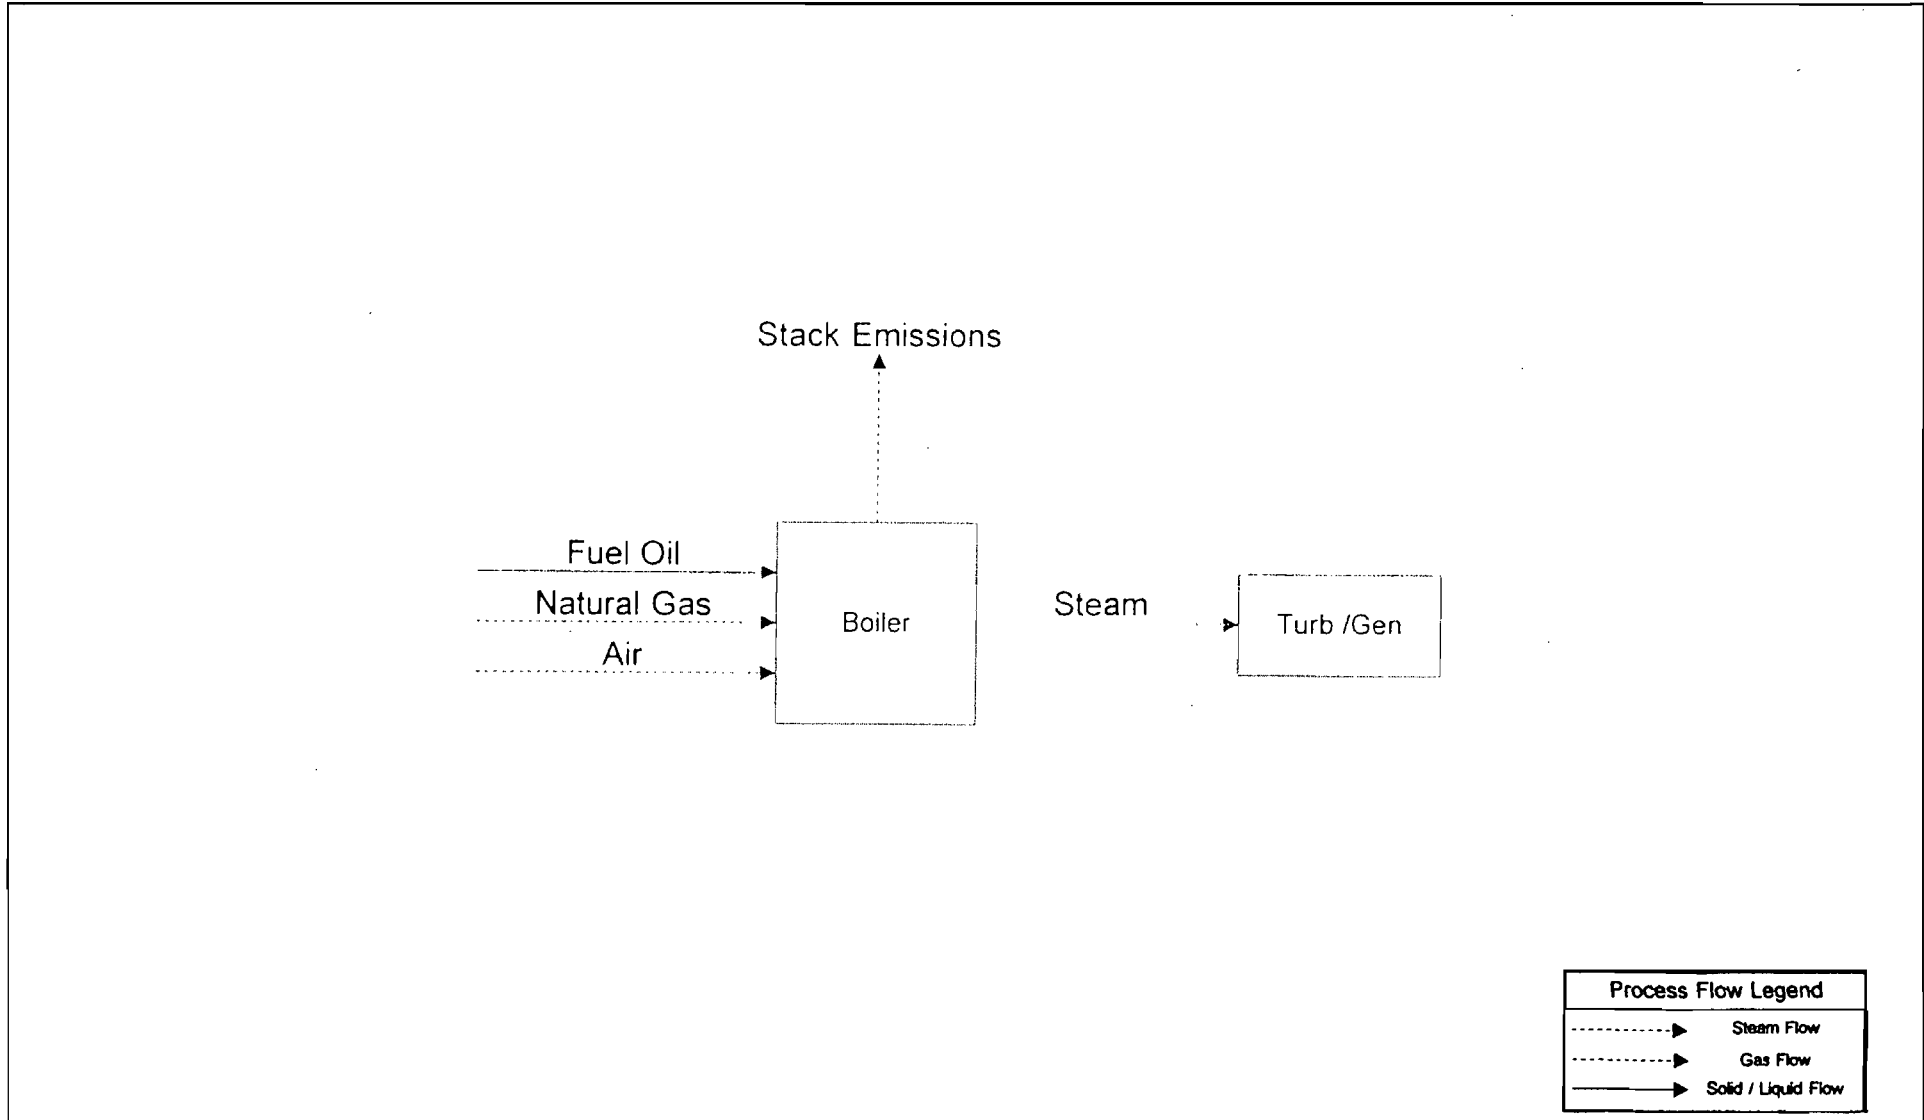 Stack Emissions
Fuel Oil
Natural Gas
Air
Boiler
Steam
Turb /Gen
Process Flow Legend
Steam Flow
Gas Flow
Solid / Liquid Flow